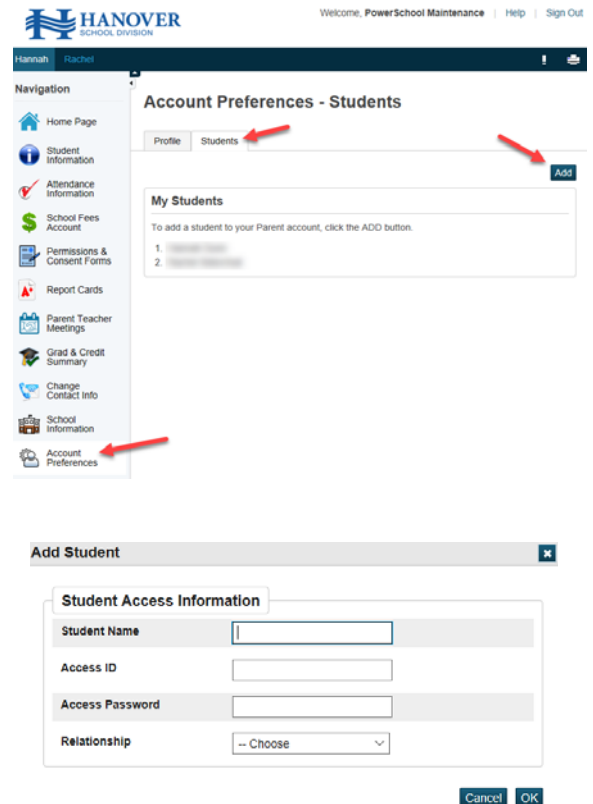 HANOVER
SCHOOL DIVISION
Welcome, PowerSchool Maintenance | Help | Sign Out
Hannah Rachel
Navigation
Home Page
Student
Information
Attendance
Information
School Fees
Account
Permissions &
Consent Forms
Report Cards
Parent Teacher
Meetings
Grad & Credit
Summary
Change
Contact Info
School
Information
Account
Preferences
Account Preferences - Students
Profile Students
Add
My Students
To add a student to your Parent account, click the ADD button.
1.
2.
Add Student
Student Access Information
Student Name
Access ID
Access Password
Relationship -- Choose
Cancel OK